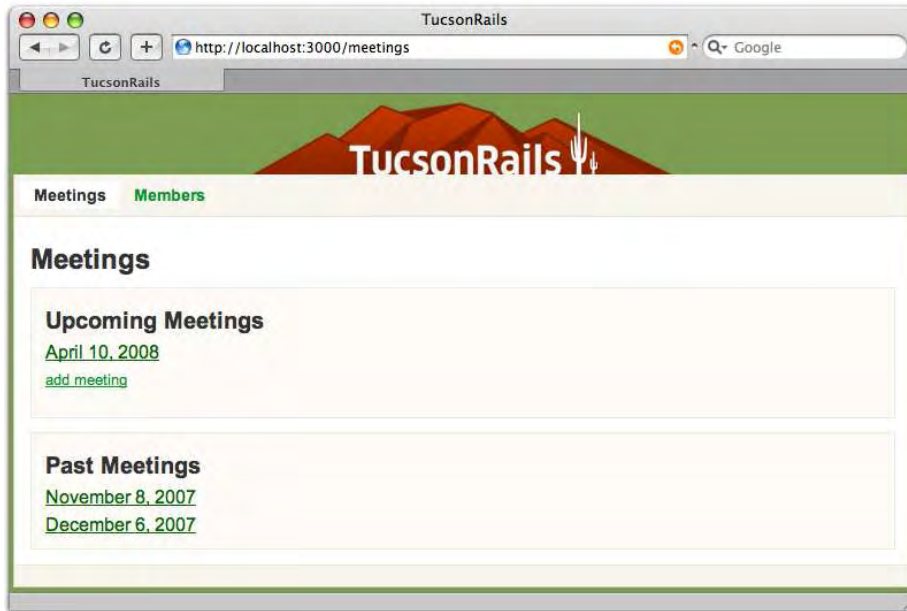 TucsonRails
http://localhost:3000/meetings
Google
TucsonRails
TucsonRails
Meetings Members
Meetings
Upcoming Meetings
April 10, 2008
add meeting
Past Meetings
November 8, 2007
December 6, 2007